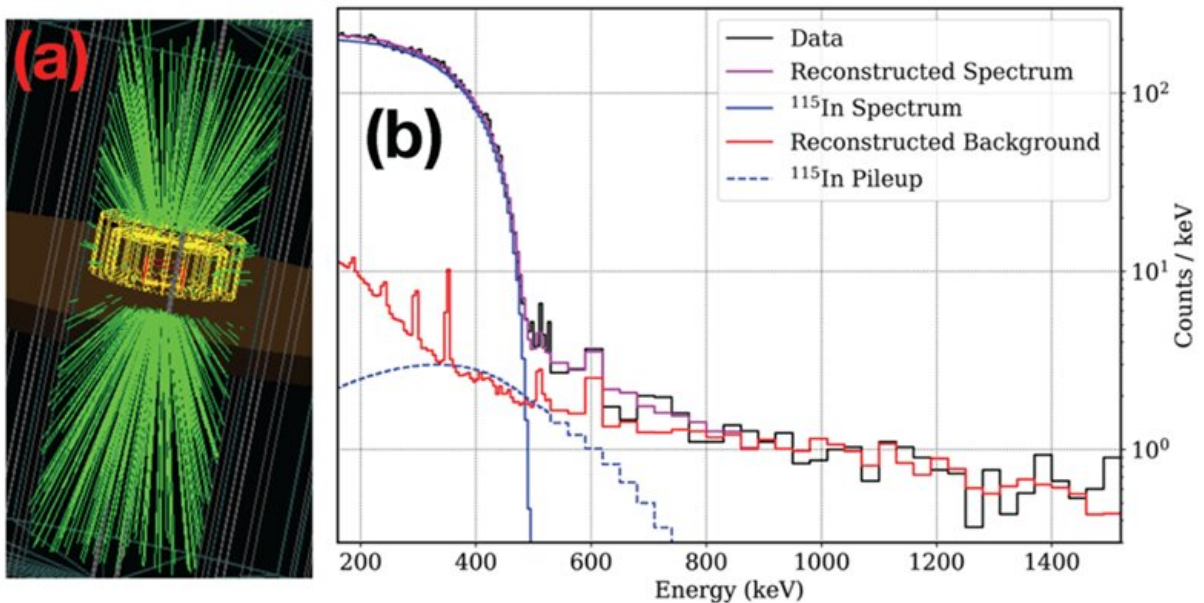 (a)
(b)
Data
Reconstructed Spectrum
¹¹⁵In Spectrum
Reconstructed Background
¹¹⁵In Pileup
10²
10¹
10⁰
Counts / keV
200 400 600 800 1000 1200 1400
Energy (keV)